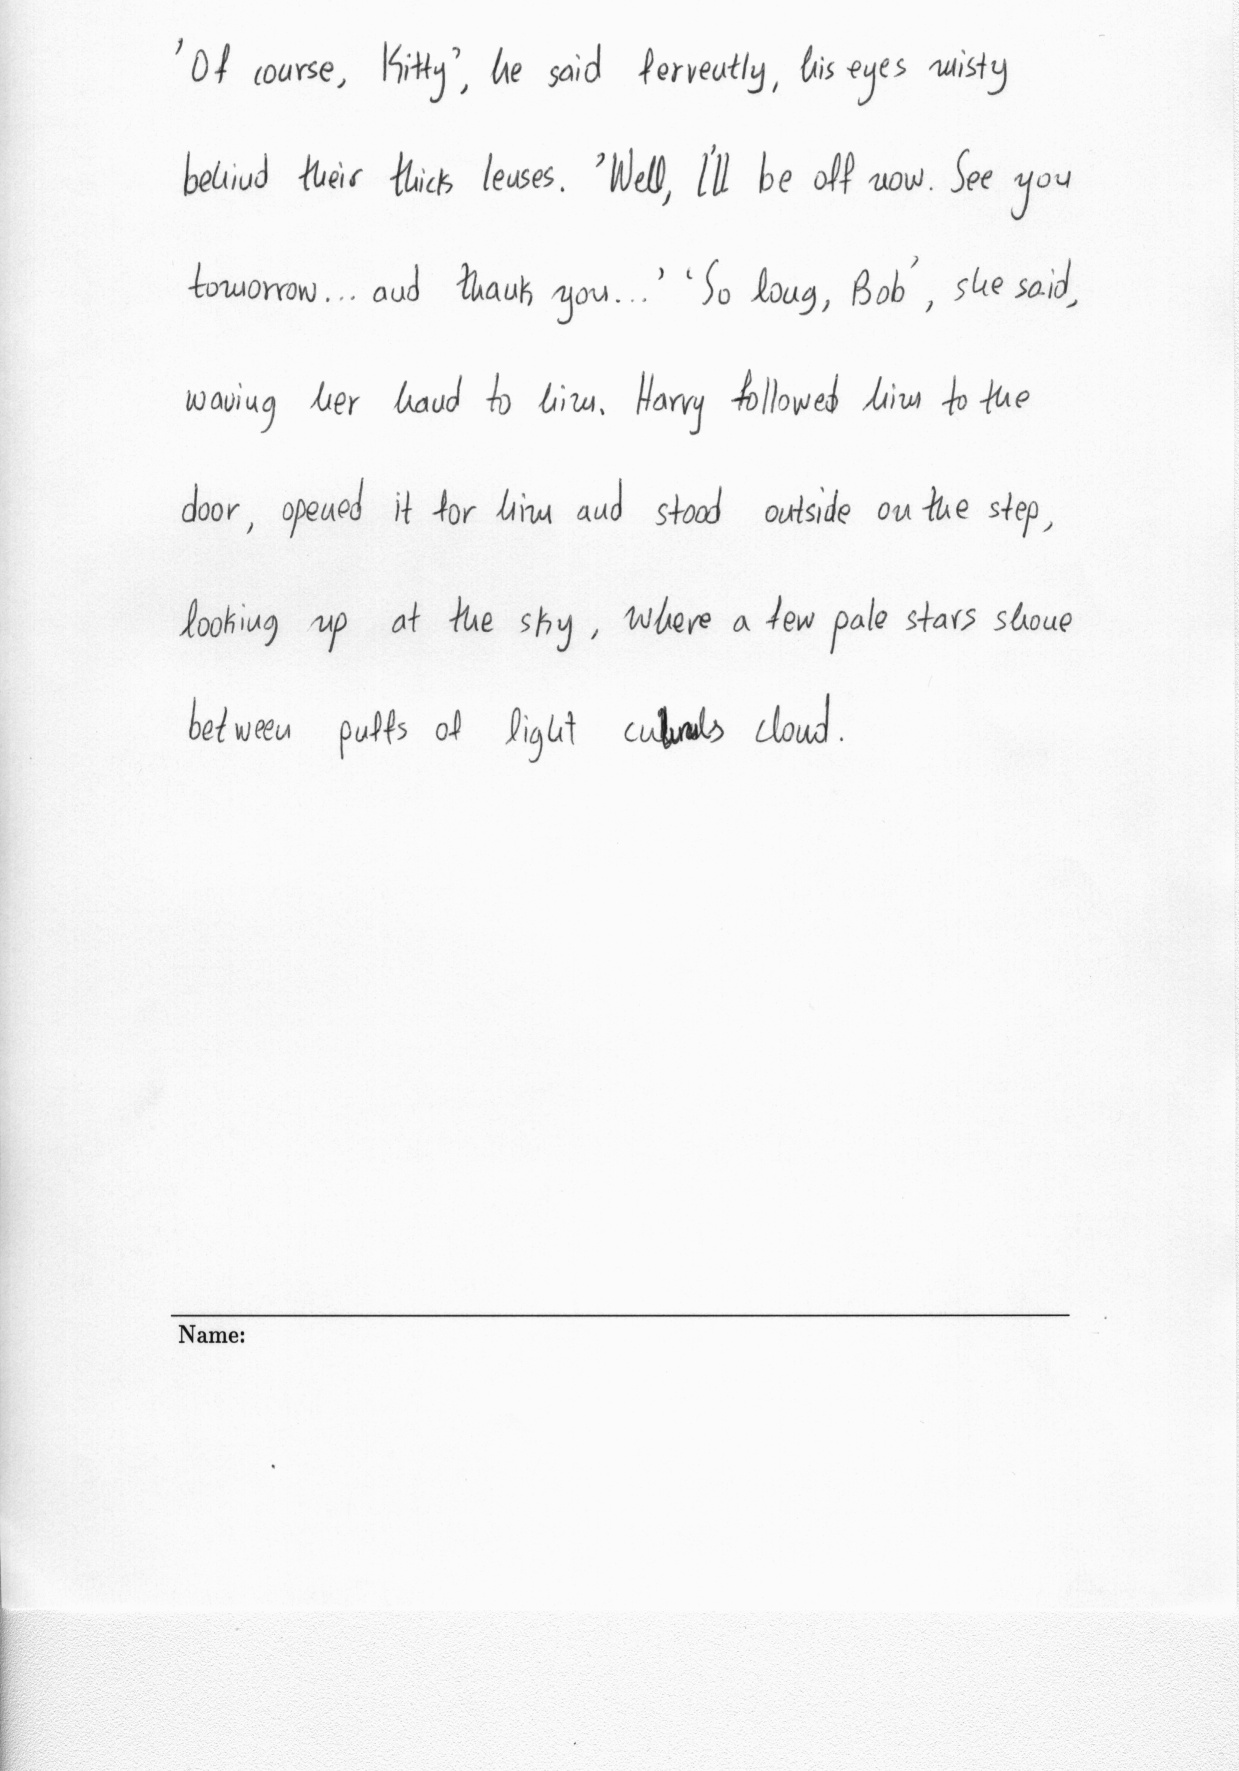 'Of course, Kitty', he said fervently, his eyes misty
behind their thick lenses. 'Well, I'll be off now. See you
tomorrow... and thank you...' 'So long, Bob', she said,
waving her hand to him. Harry followed him to the
door, opened it for him and stood outside on the step,
looking up at the sky, where a few pale stars shone
between puffs of light cloud.
Name: